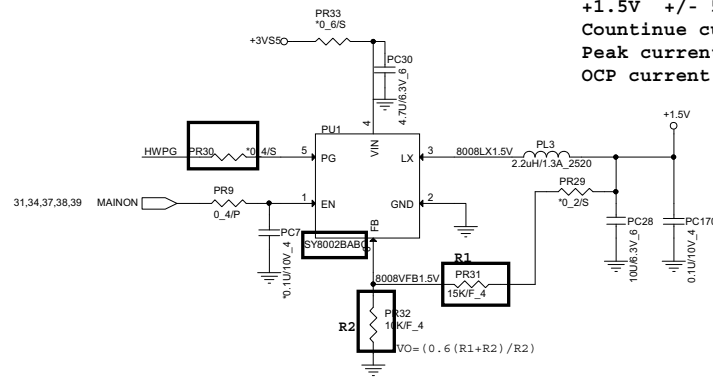 +1.5V +/- 5
Countinue cu
Peak current
OCP current
PR33
*0_6/S
+3VS5
PC30
4.7U/6.3V_6
PU1
4
VIN
+1.5V
HWPG
PR30
*0_4/S
5
PG
LX
3
8008LX1.5V
PL3
2.2uH/1.3A_2520
PR29
*0_2/S
31,34,37,38,39
MAINON
PR9
0_4/P
1
EN
GND
2
FB
PC7
*0.1U/10V_4
SY8002BABC
PC28
10U/6.3V_6
PC170
0.1U/10V_4
8008VFB1.5V
R1
PR31
15K/F_4
R2
PR32
10K/F_4
VO=(0.6(R1+R2)/R2)